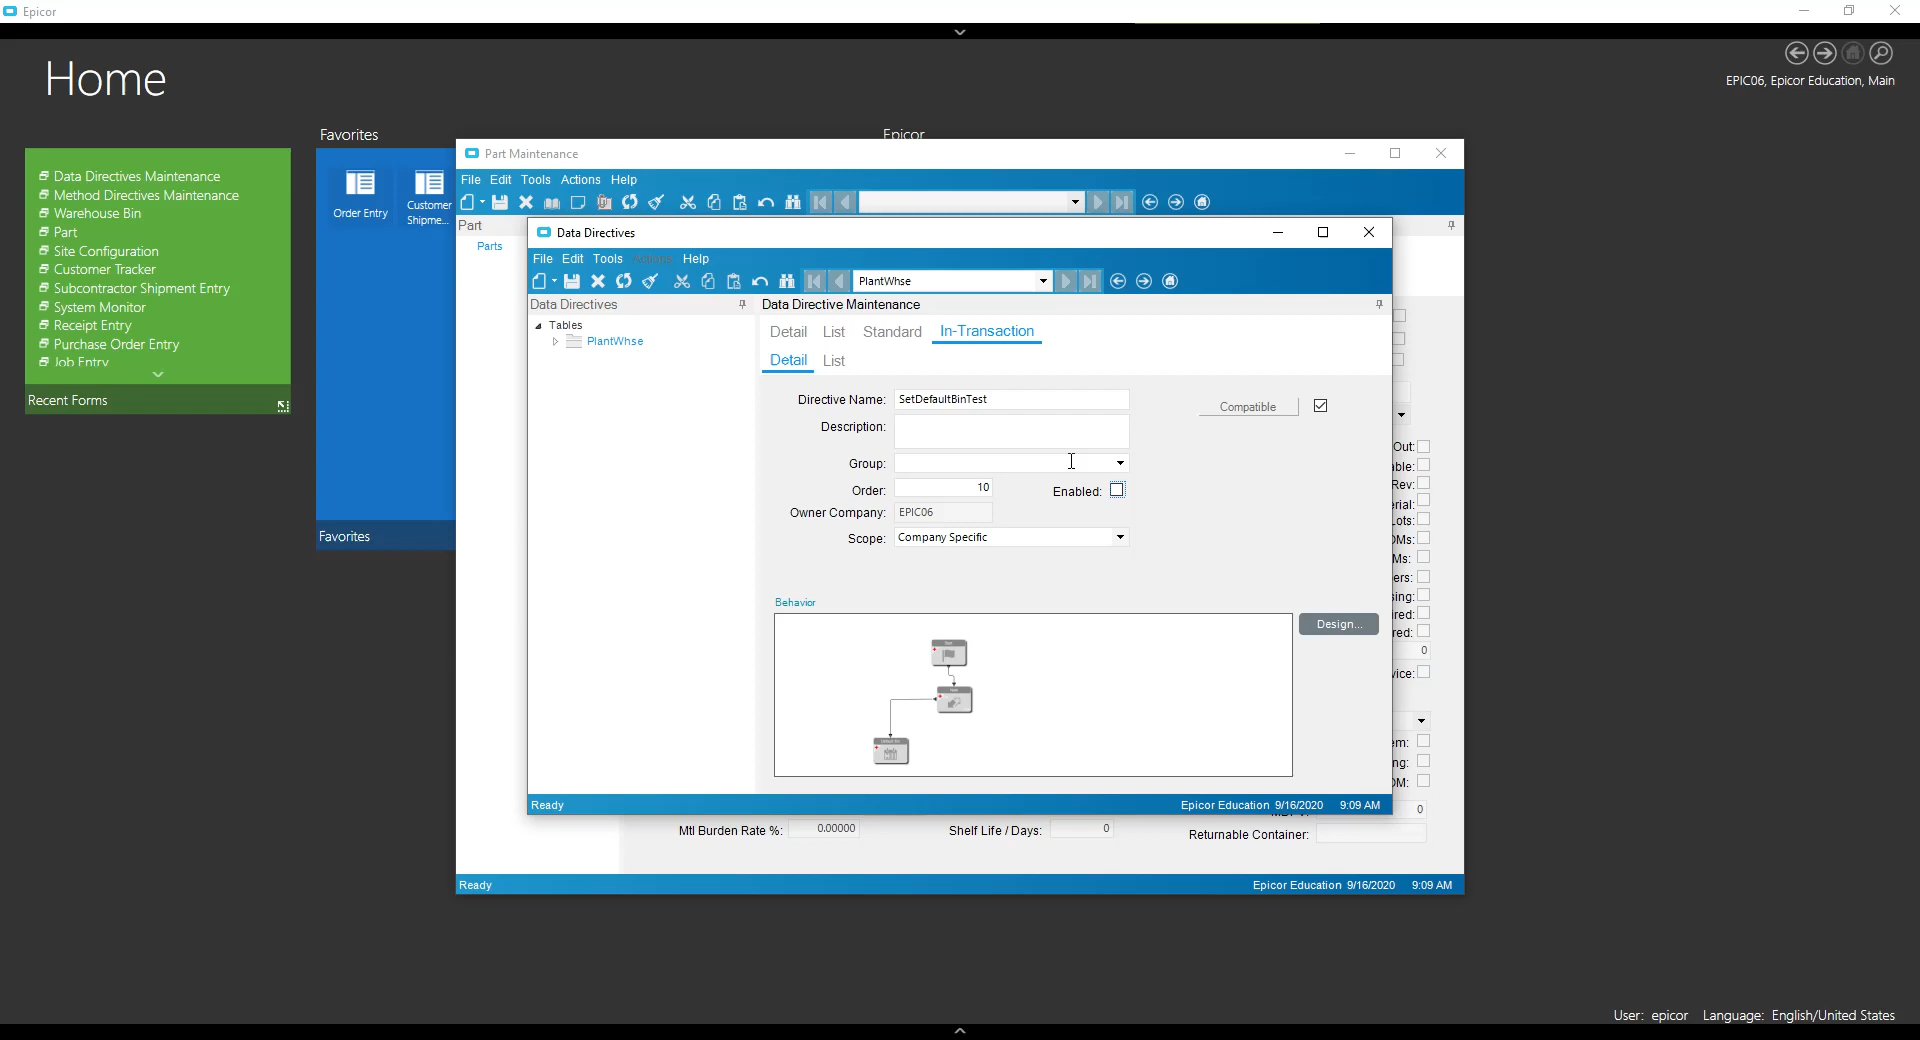 Epicor
Home
EPIC06, Epicor Education, Main
Favorites
Epicor
Data Directives Maintenance
Method Directives Maintenance
Warehouse Bin
Part
Site Configuration
Customer Tracker
Subcontractor Shipment Entry
System Monitor
Receipt Entry
Purchase Order Entry
Job Entry
Recent Forms
Order Entry
Customer
Shipme...
Favorites
Part Maintenance
File Edit Tools Actions Help
Part
Parts
Data Directives
File Edit Tools Actions Help
PlantWhse
Data Directives
Data Directive Maintenance
Tables
PlantWhse
Detail List Standard In-Transaction
Detail List
Directive Name: SetDefaultBinTest
Compatible
Description:
Group:
Order: 10
Enabled:
Owner Company: EPIC06
Scope: Company Specific
Behavior
Design...
Ready
Epicor Education 9/16/2020 9:09 AM
Out:
able:
Rev:
erial:
Lots:
OMs:
Ms:
ers:
sing:
ired:
red:
0
vice:
em:
ng:
OM:
0
Mtl Burden Rate %: 0.00000
Shelf Life / Days: 0
Returnable Container:
Ready
Epicor Education 9/16/2020 9:09 AM
User: epicor Language: English/United States